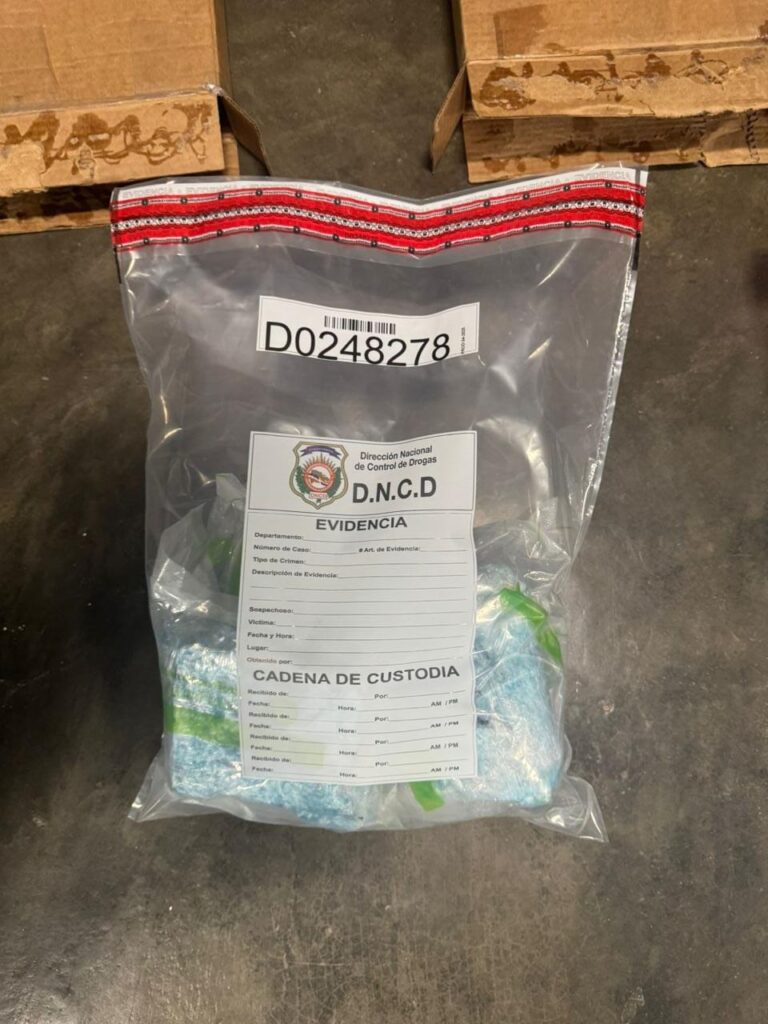 EVIDENCIA
D0248278
Dirección Nacional
de Control de Drogas
D.N.C.D
EVIDENCIA
Departamento:
Número de Caso: # Art. de Evidencia:
Tipo de Crimen:
Descripción de Evidencia:
Sospechoso:
Víctima:
Fecha y Hora:
Lugar:
Obtenido por:
CADENA DE CUSTODIA
Recibido de: Por:
Fecha: Hora: AM / PM
Recibido de: Por:
Fecha: Hora: AM / PM
Recibido de: Por:
Fecha: Hora: AM / PM
Recibido de: Por:
Fecha: Hora: AM / PM